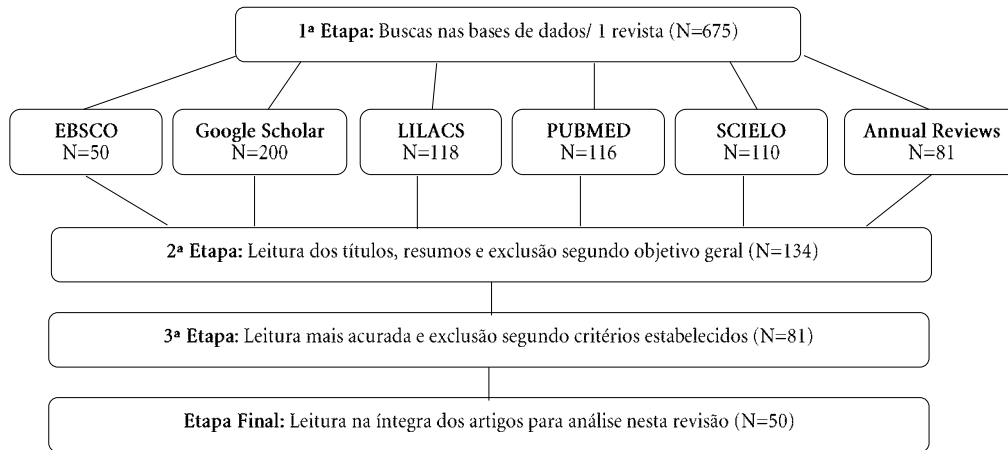 1ª Etapa: Buscas nas bases de dados/ 1 revista (N=675)
EBSCO
N=50
Google Scholar
N=200
LILACS
N=118
PUBMED
N=116
SCIELO
N=110
Annual Reviews
N=81
2ª Etapa: Leitura dos títulos, resumos e exclusão segundo objetivo geral (N=134)
3ª Etapa: Leitura mais acurada e exclusão segundo critérios estabelecidos (N=81)
Etapa Final: Leitura na íntegra dos artigos para análise nesta revisão (N=50)